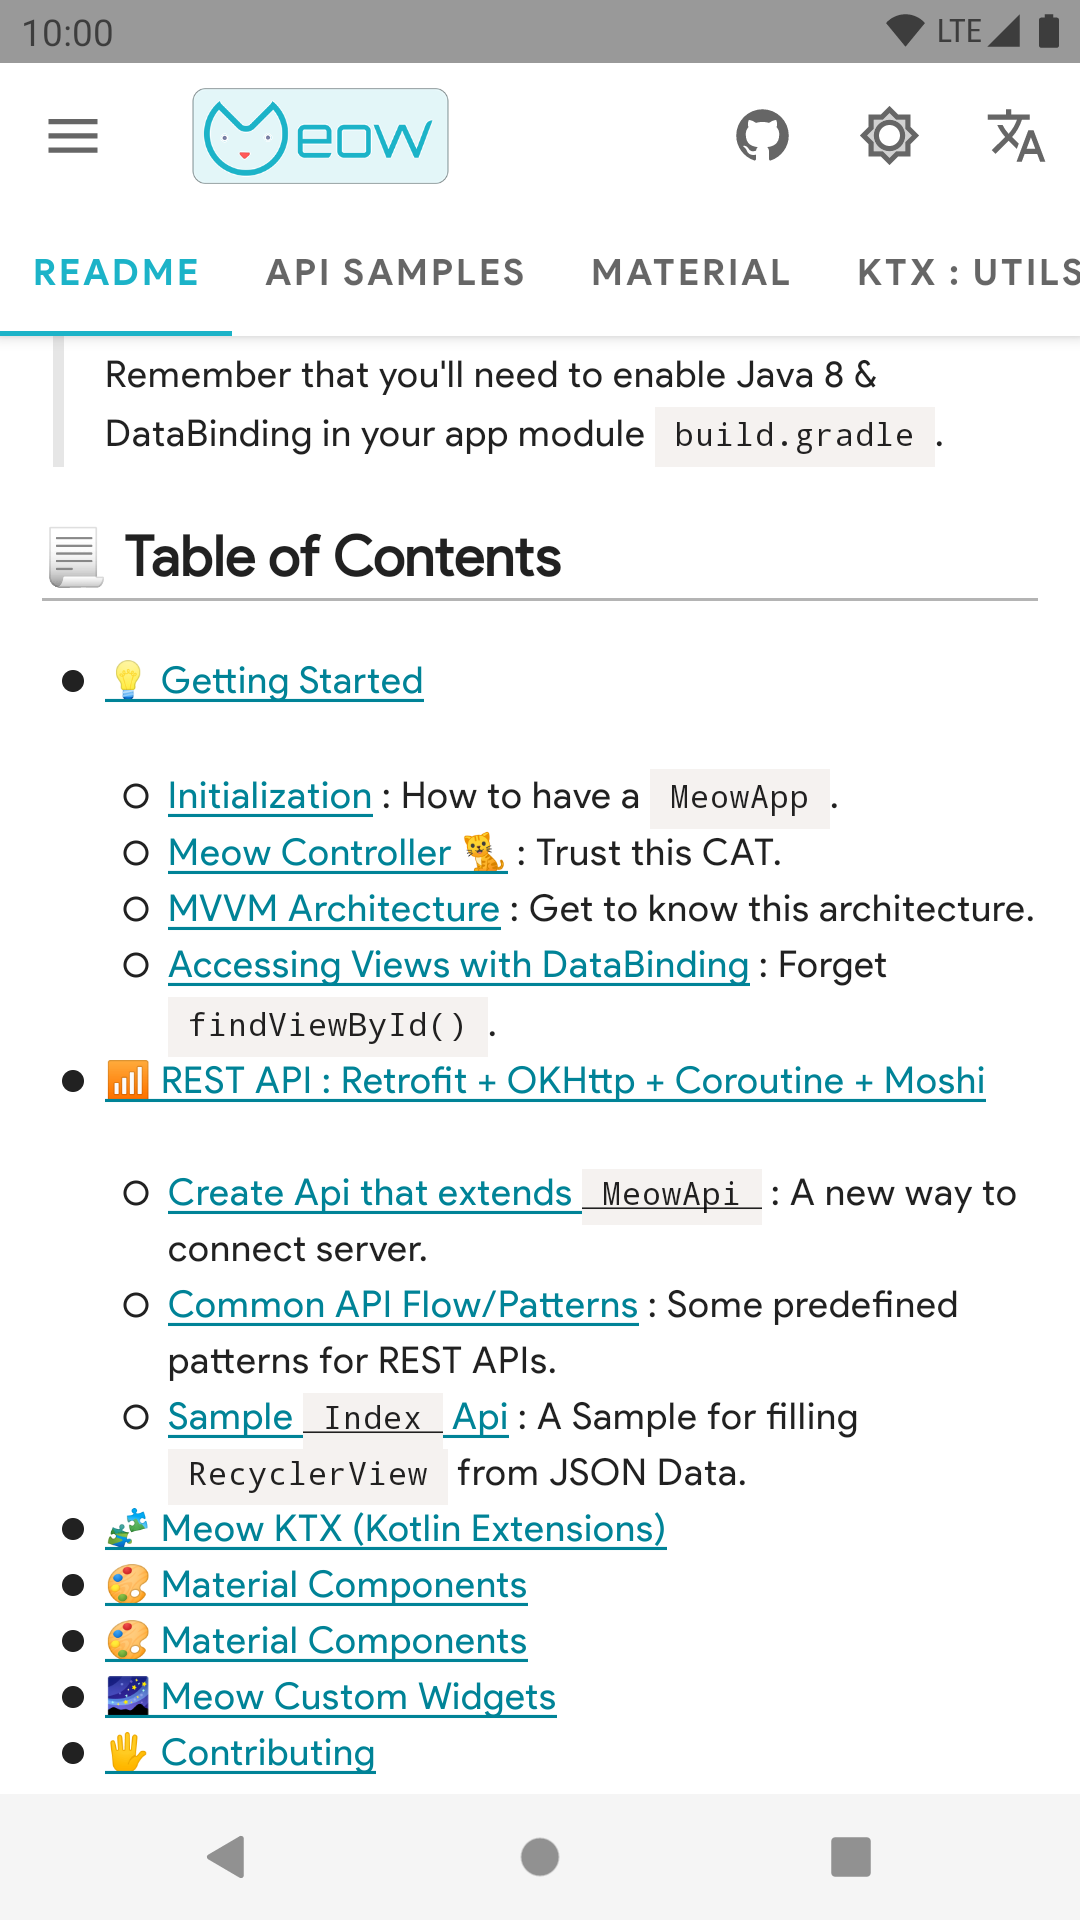 10:00
LTE
eow
README
API SAMPLES
MATERIAL
KTX : UTILS
Remember that you'll need to enable Java 8 &
DataBinding in your app module build.gradle .
📃 Table of Contents
💡 Getting Started
Initialization : How to have a MeowApp .
Meow Controller 🐈 : Trust this CAT.
MVVM Architecture : Get to know this architecture.
Accessing Views with DataBinding : Forget
findViewById() .
📶 REST API : Retrofit + OKHttp + Coroutine + Moshi
Create Api that extends MeowApi : A new way to
connect server.
Common API Flow/Patterns : Some predefined
patterns for REST APIs.
Sample Index Api : A Sample for filling
RecyclerView from JSON Data.
🧩 Meow KTX (Kotlin Extensions)
🎨 Material Components
🎨 Material Components
🌌 Meow Custom Widgets
🖐 Contributing